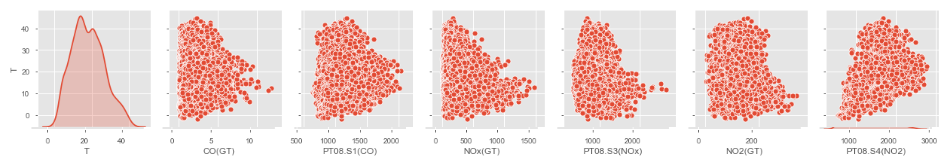 40
30
20
10
0
T
0 20 40
T
0 5 10
CO(GT)
500 1000 1500 2000
PT08.S1(CO)
0 500 1000 1500
NOx(GT)
1000 2000
PT08.S3(NOx)
0 200
NO2(GT)
1000 2000 3000
PT08.S4(NO2)